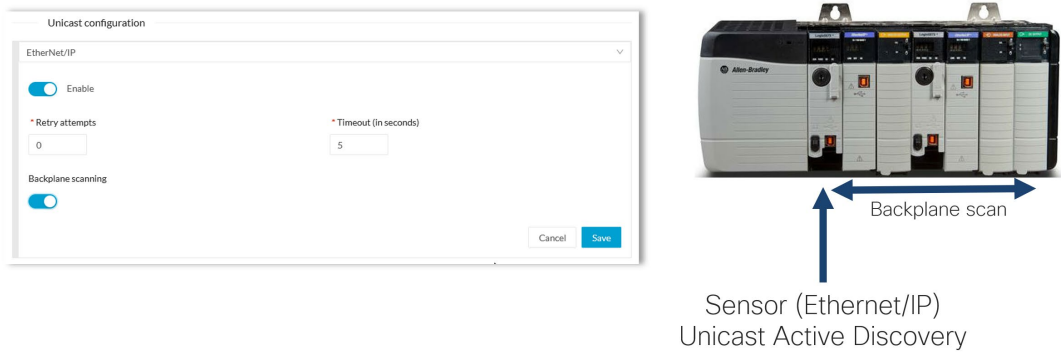 Unicast configuration
EtherNet/IP
Enable
* Retry attempts
* Timeout (in seconds)
0
5
Backplane scanning
Cancel
Save
Allen-Bradley
Backplane scan
Sensor (Ethernet/IP)
Unicast Active Discovery